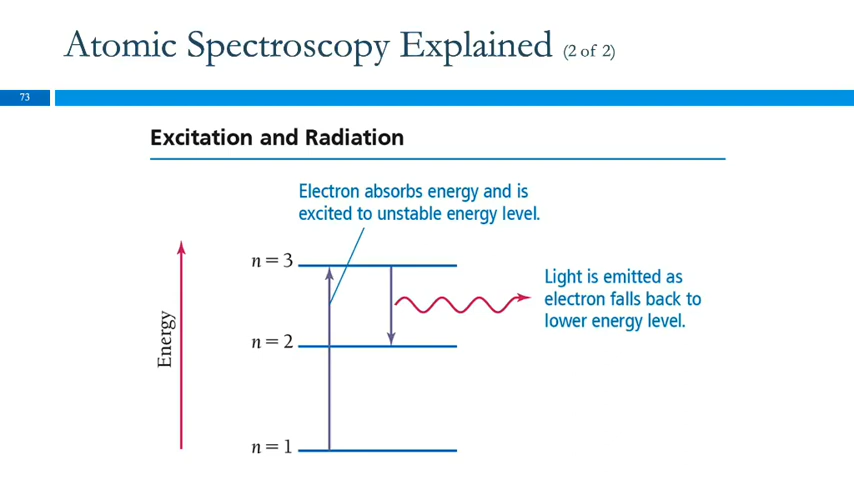 Atomic Spectroscopy Explained (2 of 2)
73
Excitation and Radiation
Electron absorbs energy and is
excited to unstable energy level.
n = 3
Light is emitted as
electron falls back to
lower energy level.
Energy
n = 2
n = 1